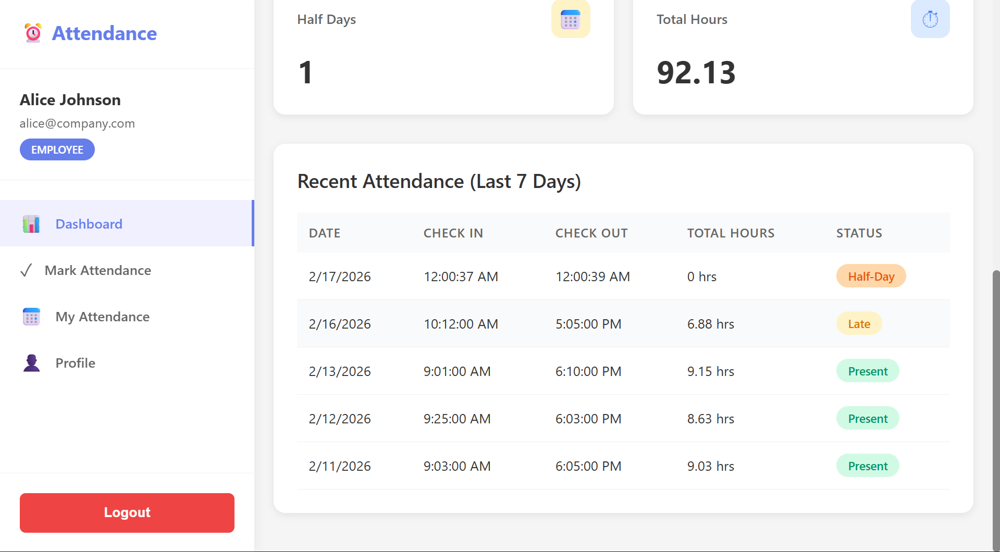 Attendance
Alice Johnson
alice@company.com
EMPLOYEE
Dashboard
Mark Attendance
My Attendance
Profile
Logout
Half Days
1
Total Hours
92.13
Recent Attendance (Last 7 Days)
DATE CHECK IN CHECK OUT TOTAL HOURS STATUS
2/17/2026 12:00:37 AM 12:00:39 AM 0 hrs Half-Day
2/16/2026 10:12:00 AM 5:05:00 PM 6.88 hrs Late
2/13/2026 9:01:00 AM 6:10:00 PM 9.15 hrs Present
2/12/2026 9:25:00 AM 6:03:00 PM 8.63 hrs Present
2/11/2026 9:03:00 AM 6:05:00 PM 9.03 hrs Present